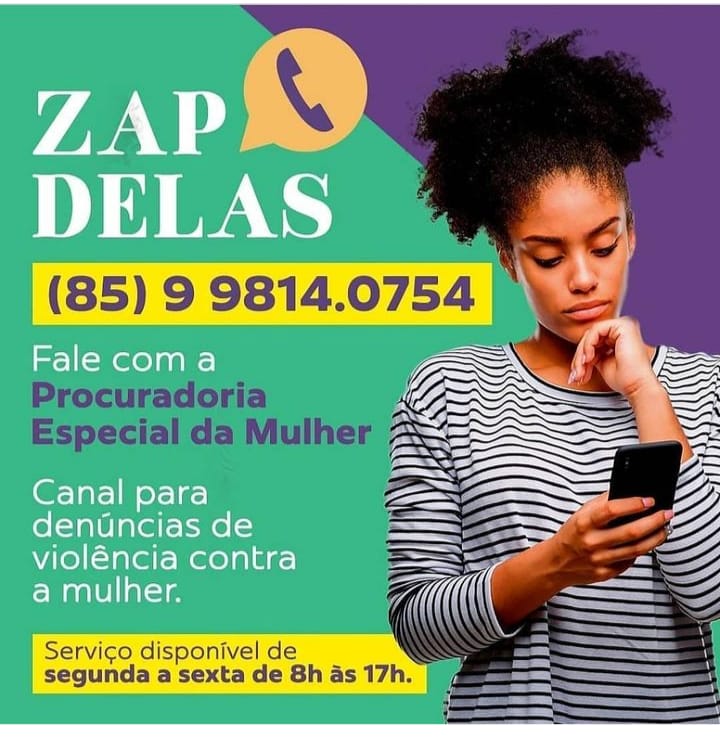 ZAP
DELAS
(85) 9 9814.0754
Fale com a
Procuradoria
Especial da Mulher
Canal para
denúncias de
violência contra
a mulher.
Serviço disponível de
segunda a sexta de 8h às 17h.